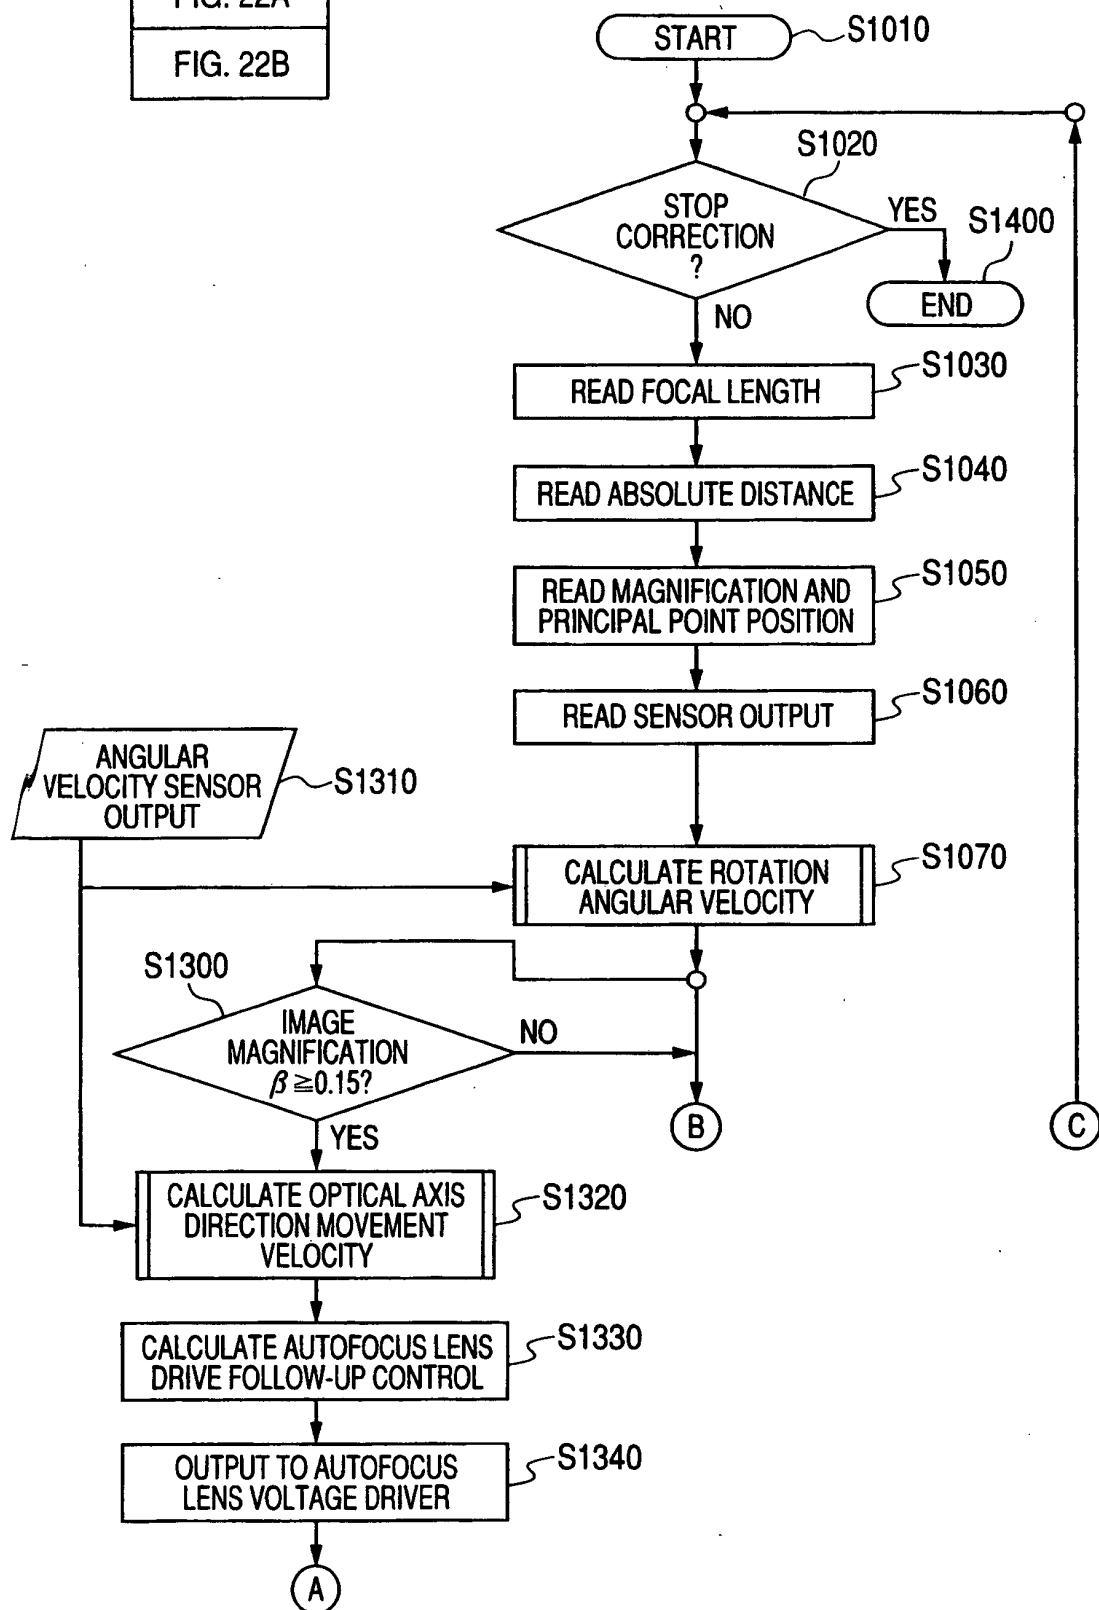 FIG. 22A
FIG. 22B
START
S1010
S1020
STOP
CORRECTION
?
YES
S1400
END
NO
READ FOCAL LENGTH
S1030
READ ABSOLUTE DISTANCE
S1040
READ MAGNIFICATION AND
PRINCIPAL POINT POSITION
S1050
READ SENSOR OUTPUT
S1060
ANGULAR
VELOCITY SENSOR
OUTPUT
S1310
CALCULATE ROTATION
ANGULAR VELOCITY
S1070
S1300
IMAGE
MAGNIFICATION
β≧0.15?
NO
YES
B
C
CALCULATE OPTICAL AXIS
DIRECTION MOVEMENT
VELOCITY
S1320
CALCULATE AUTOFOCUS LENS
DRIVE FOLLOW-UP CONTROL
S1330
OUTPUT TO AUTOFOCUS
LENS VOLTAGE DRIVER
S1340
A